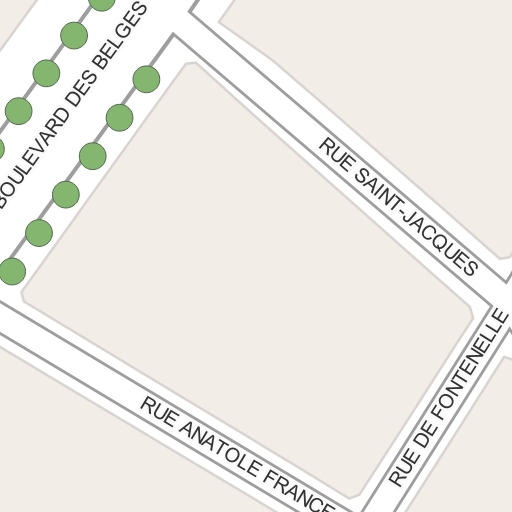 BOULEVARD DES BELGES
RUE SAINT-JACQUES
RUE DE FONTENELLE
RUE ANATOLE FRANCE